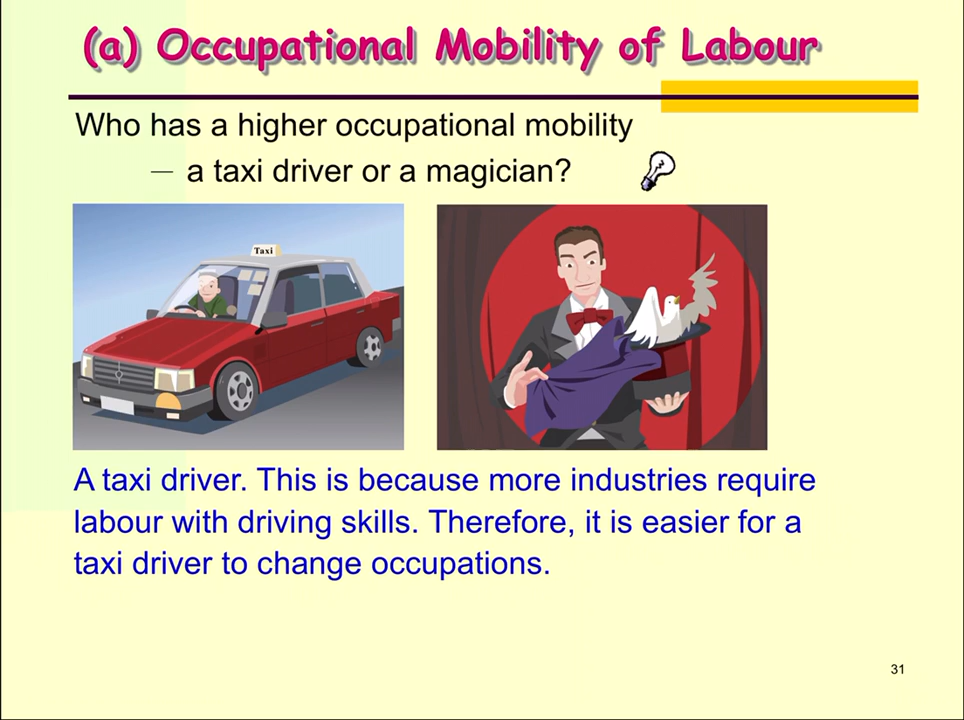 (a) Occupational Mobility of Labour
Who has a higher occupational mobility
— a taxi driver or a magician?
Taxi
A taxi driver. This is because more industries require
labour with driving skills. Therefore, it is easier for a
taxi driver to change occupations.
31